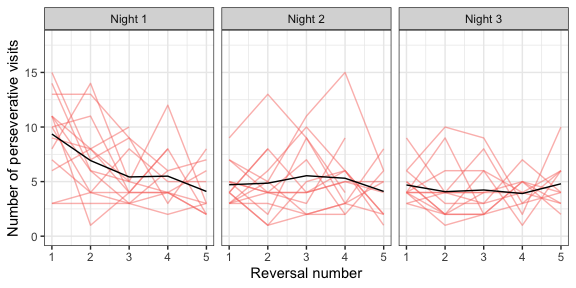 Night 1 Night 2 Night 3
Number of perseverative visits
15
10
5
0
1 2 3 4 5 1 2 3 4 5 1 2 3 4 5
Reversal number